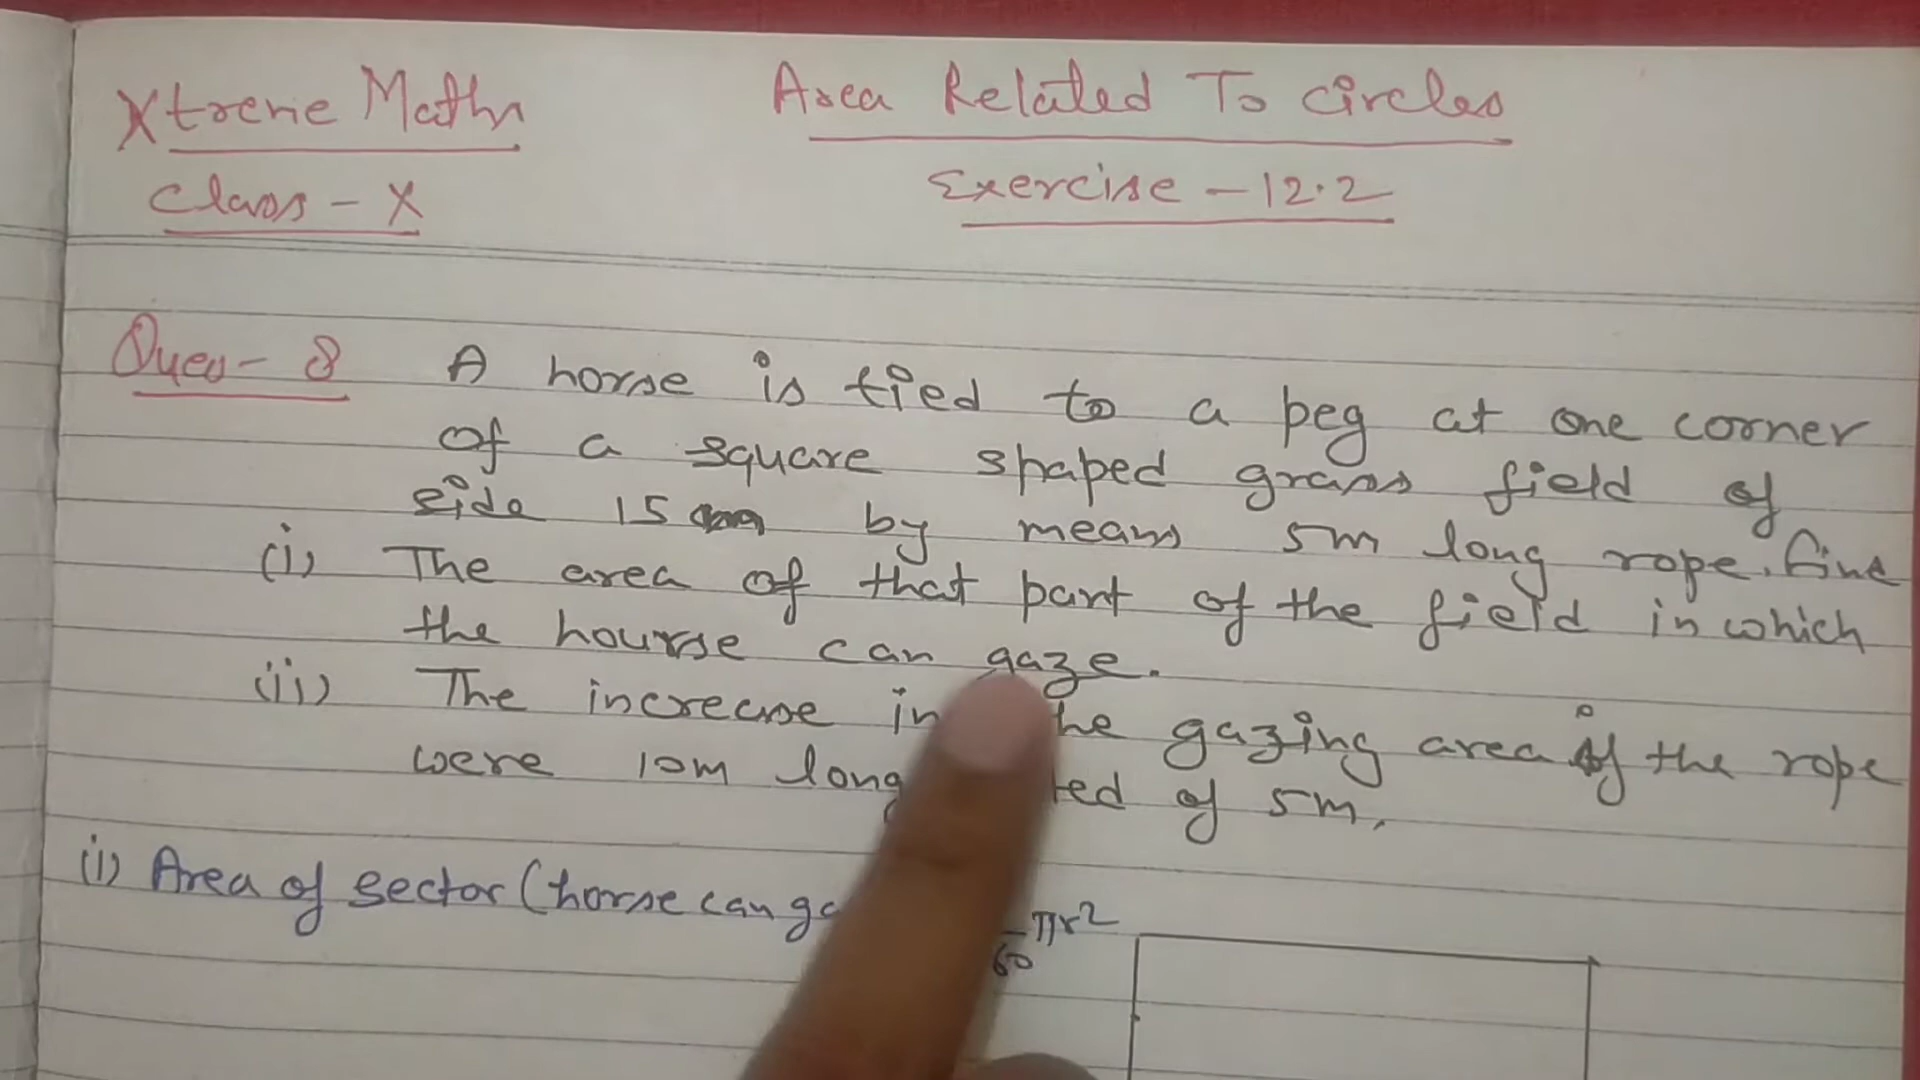 Xtreme Maths
Area Related To Circles
Class - X
Exercise - 12.2
Ques - 8 A horse is tied to a peg at one corner
of a square shaped grass field of
side 15 by means 5m long rope. find
(i) The area of that part of the field in which
the hourse can gaze.
(ii) The increase in the gazing area if the rope
were 10m long of 5m.
(i) Area of sector (horse can πr²